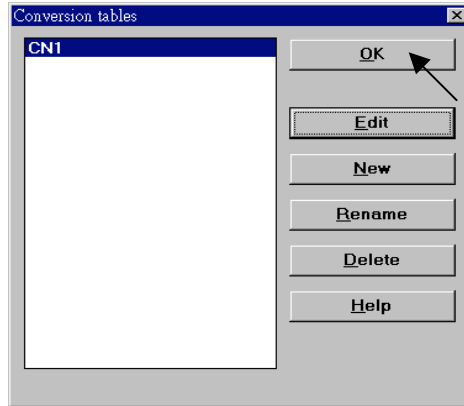 Conversion tables
CN1
OK
Edit
New
Rename
Delete
Help